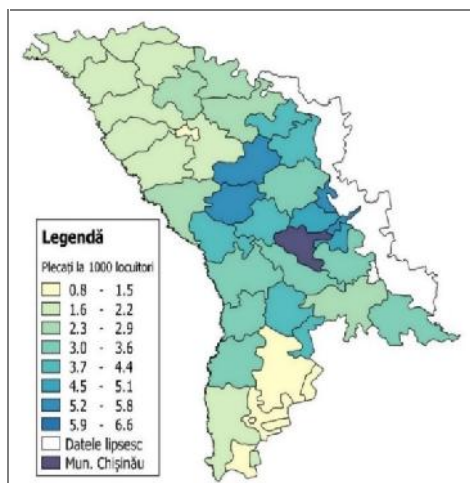 Legendă
Plecați la 1000 locuitori
0.8 - 1.5
1.6 - 2.2
2.3 - 2.9
3.0 - 3.6
3.7 - 4.4
4.5 - 5.1
5.2 - 5.8
5.9 - 6.6
Datele lipsesc
Mun. Chișinău